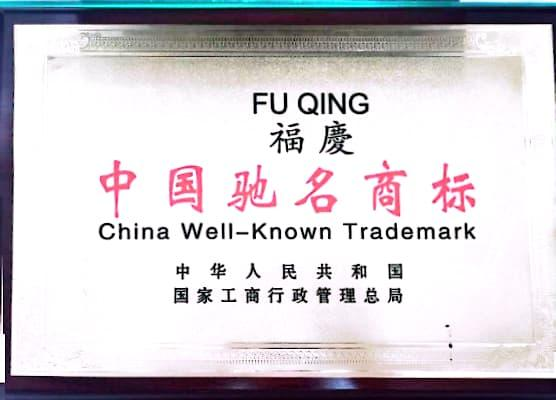 FU QING
福慶
中国驰名商标
China Well-Known Trademark
中华人民共和国
国家工商行政管理总局